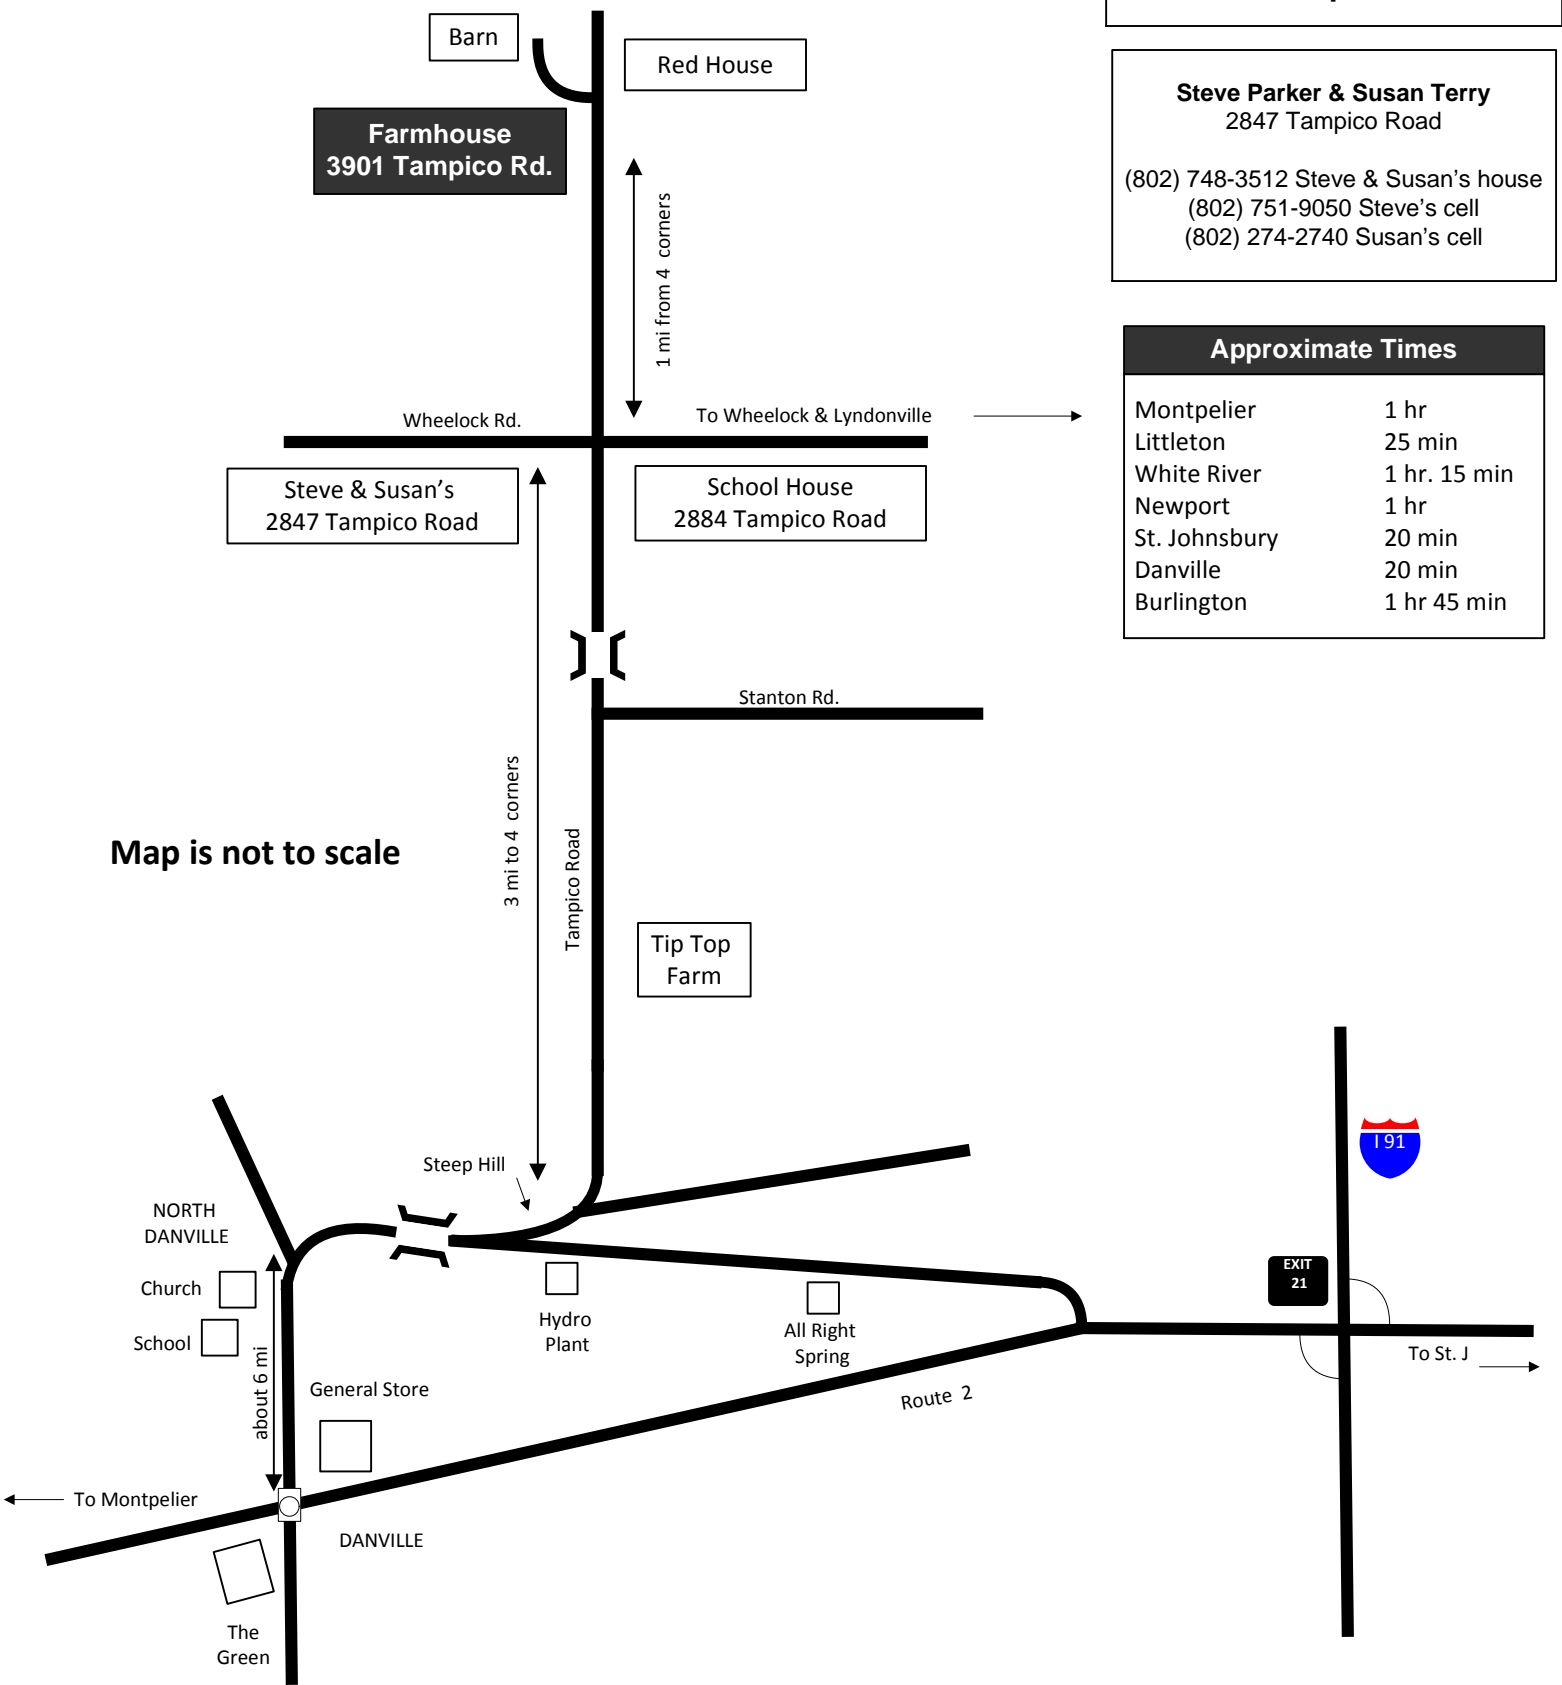 Barn
Red House
Farmhouse
3901 Tampico Rd.
Steve Parker & Susan Terry
2847 Tampico Road
(802) 748-3512 Steve & Susan’s house
(802) 751-9050 Steve’s cell
(802) 274-2740 Susan’s cell
1 mi from 4 corners
Approximate Times
Montpelier 1 hr
Littleton 25 min
White River 1 hr. 15 min
Newport 1 hr
St. Johnsbury 20 min
Danville 20 min
Burlington 1 hr 45 min
Wheelock Rd.
To Wheelock & Lyndonville
Steve & Susan’s
2847 Tampico Road
School House
2884 Tampico Road
Stanton Rd.
3 mi to 4 corners
Tampico Road
Map is not to scale
Tip Top
Farm
I 91
Steep Hill
NORTH
DANVILLE
Church
School
about 6 mi
Hydro
Plant
All Right
Spring
EXIT
21
To St. J
General Store
Route 2
To Montpelier
DANVILLE
The
Green